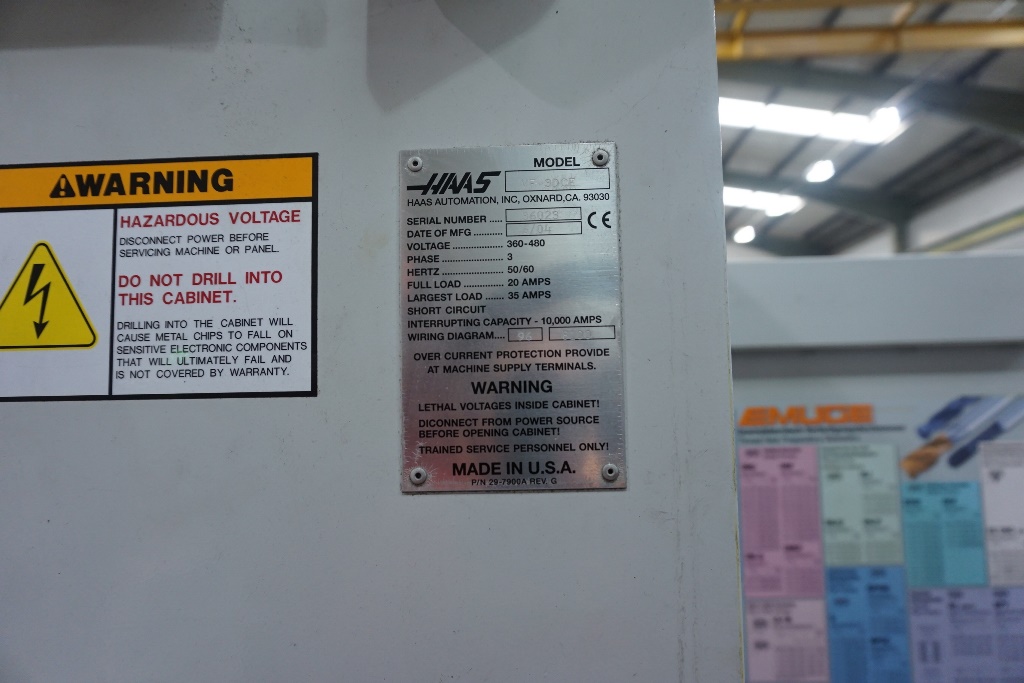 WARNING
HAZARDOUS VOLTAGE
DISCONNECT POWER BEFORE
SERVICING MACHINE OR PANEL.
DO NOT DRILL INTO
THIS CABINET.
DRILLING INTO THE CABINET WILL
CAUSE METAL CHIPS TO FALL ON
SENSITIVE ELECTRONIC COMPONENTS
THAT WILL ULTIMATELY FAIL AND
IS NOT COVERED BY WARRANTY.
MODEL
HAAS
HAAS AUTOMATION, INC, OXNARD,CA. 93030
SERIAL NUMBER .....
CE
DATE OF MFG ..........
VOLTAGE ................... 360-480
PHASE ....................... 3
HERTZ ....................... 50/60
FULL LOAD ............... 20 AMPS
LARGEST LOAD ....... 35 AMPS
SHORT CIRCUIT
INTERRUPTING CAPACITY - 10,000 AMPS
WIRING DIAGRAM....
OVER CURRENT PROTECTION PROVIDE
AT MACHINE SUPPLY TERMINALS.
WARNING
LETHAL VOLTAGES INSIDE CABINET!
DICONNECT FROM POWER SOURCE
BEFORE OPENING CABINET!
TRAINED SERVICE PERSONNEL ONLY!
MADE IN U.S.A.
P/N 29-7900A REV G